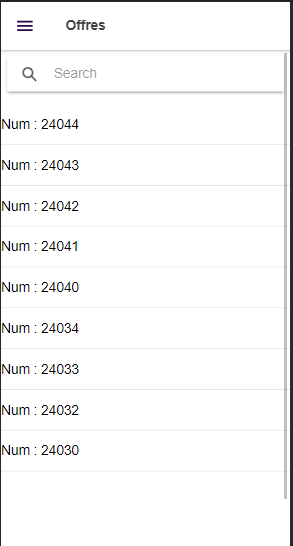 Offres
Search
Num : 24044
Num : 24043
Num : 24042
Num : 24041
Num : 24040
Num : 24034
Num : 24033
Num : 24032
Num : 24030